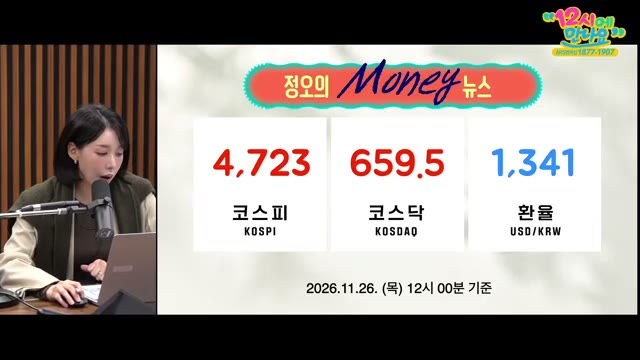 "12시에
만나요"
1877-1907
정오의 Money 뉴스
4,723
코스피
KOSPI
659.5
코스닥
KOSDAQ
1,341
환율
USD/KRW
2026.11.26. (목) 12시 00분 기준